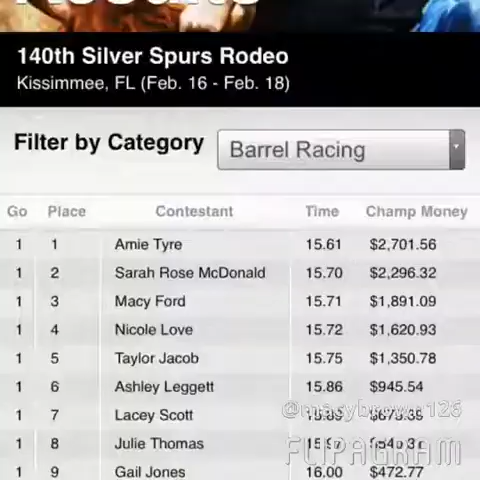 140th Silver Spurs Rodeo
Kissimmee, FL (Feb. 16 - Feb. 18)
Filter by Category Barrel Racing
Go Place Contestant Time Champ Money
1 1 Amie Tyre 15.61 $2,701.56
1 2 Sarah Rose McDonald 15.70 $2,296.32
1 3 Macy Ford 15.71 $1,891.09
1 4 Nicole Love 15.72 $1,620.93
1 5 Taylor Jacob 15.75 $1,350.78
1 6 Ashley Leggett 15.86 $945.54
1 7 Lacey Scott
@macybrown126
1 8 Julie Thomas
FLIPAGRAM
1 9 Gail Jones 16.00 $472.77